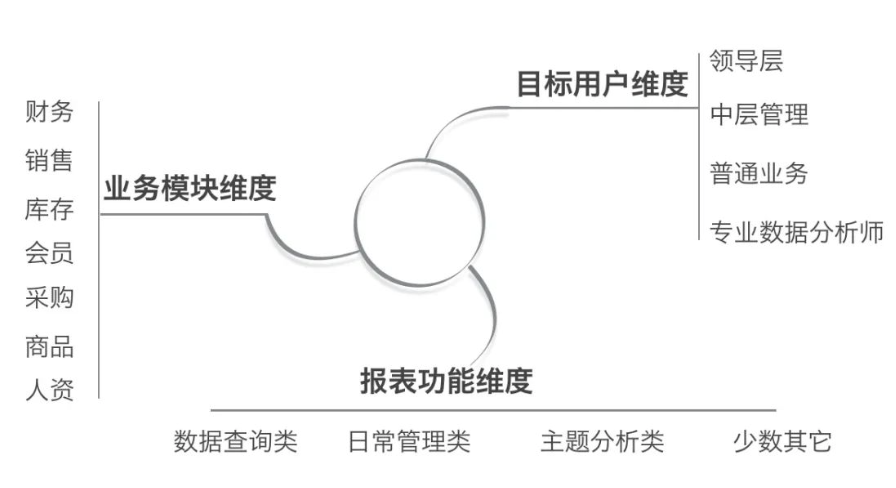 目标用户维度
领导层
中层管理
普通业务
专业数据分析师
业务模块维度
财务
销售
库存
会员
采购
商品
人资
报表功能维度
数据查询类
日常管理类
主题分析类
少数其它